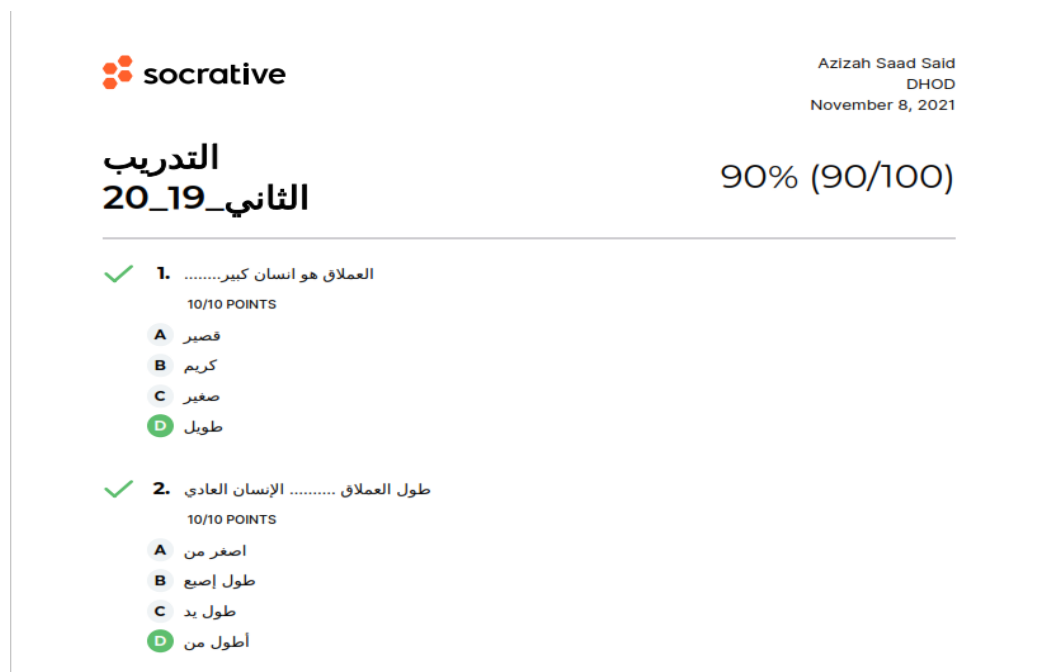 socrative
Azizah Saad Said
DHOD
November 8, 2021
التدريب
الثاني_19_20
90% (90/100)
1. العملاق هو انسان كبير........
10/10 POINTS
A قصير
B كريم
C صغير
D طويل
2. طول العملاق .......... الإنسان العادي
10/10 POINTS
A اصغر من
B طول إصبع
C طول يد
D أطول من